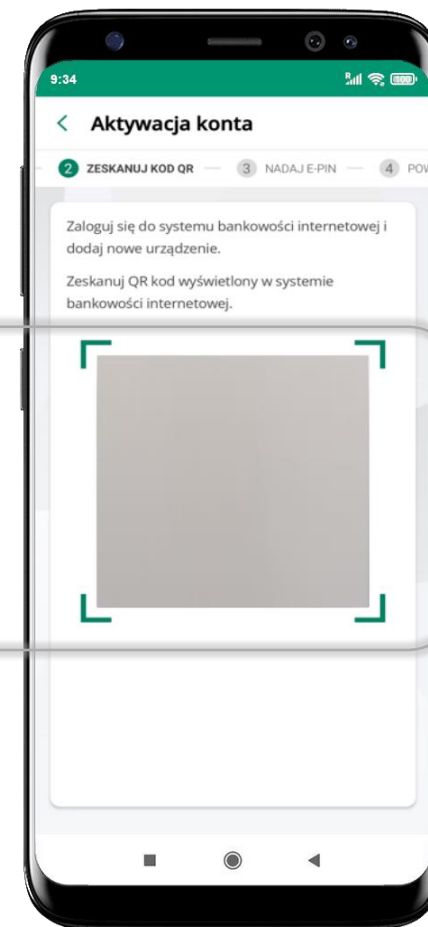 9:34
Aktywacja konta
2 ZESKANUJ KOD QR 3 NADAJ E-PIN 4 POW
Zaloguj się do systemu bankowości internetowej i
dodaj nowe urządzenie.
Zeskanuj QR kod wyświetlony w systemie
bankowości internetowej.